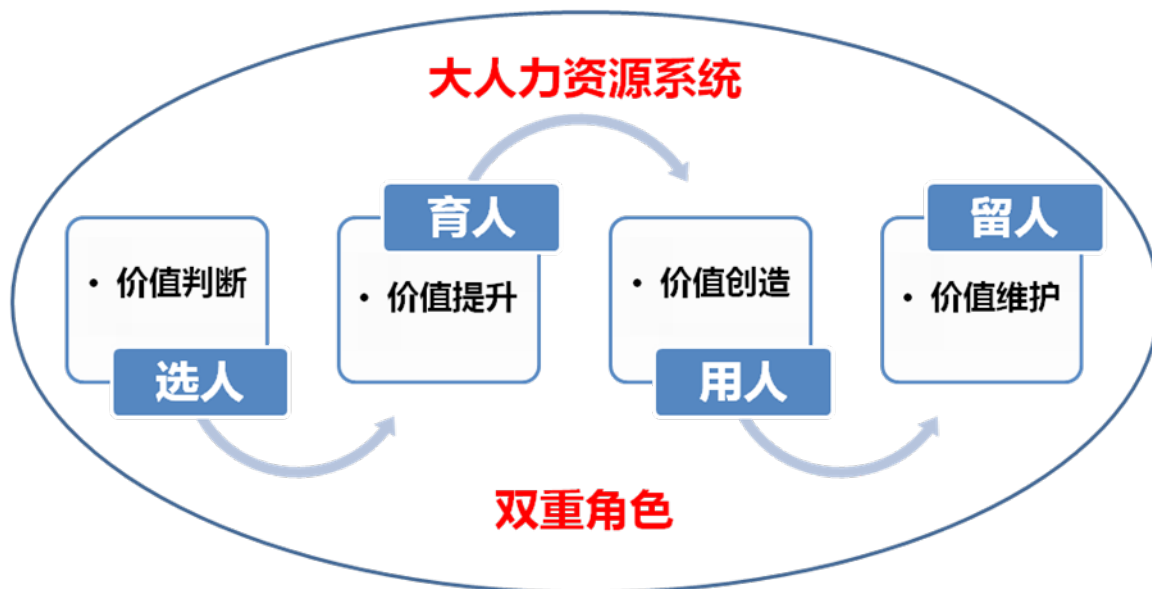 大人力资源系统
• 价值判断
选人
育人
• 价值提升
• 价值创造
用人
留人
• 价值维护
双重角色